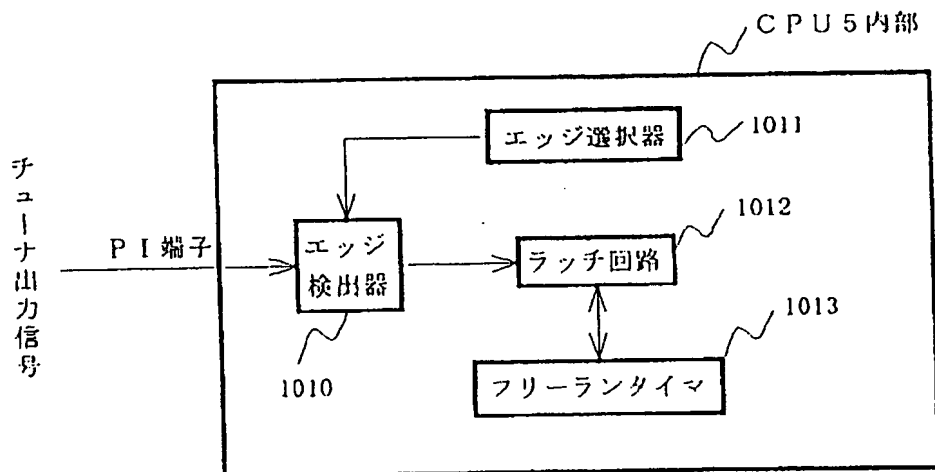 CPU5内部
エッジ選択器
1011
チューナ出力信号
PI端子
エッジ
検出器
1010
ラッチ回路
1012
フリーランタイマ
1013